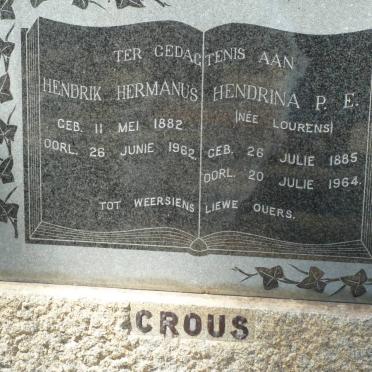 TER GEDAGTENIS AAN
HENDRIK HERMANUS
GEB. 11 MEI 1882
OORL. 26 JUNIE 1962.
HENDRINA P. E.
(NÉE LOURENS)
GEB. 26 JULIE 1885
OORL. 20 JULIE 1964.
TOT WEERSIENS LIEWE OUERS.
CROUS